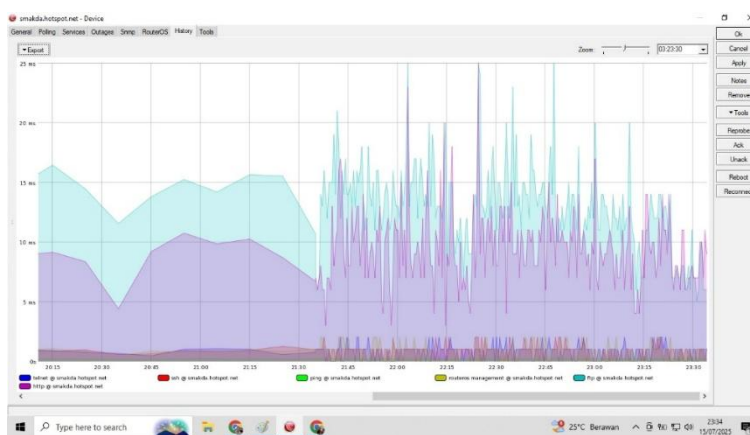 smakda.hotspot.net - Device
General Polling Services Outages Snmp RouterOS History Tools
Export
Zoom: 03:23:30
Ok
Cancel
Apply
Notes
Remove
Tools
Reprobe
Ack
Unack
Reboot
Reconnect
25 ms
20 ms
15 ms
10 ms
5 ms
0s
20:15 20:30 20:45 21:00 21:15 21:30 21:45 22:00 22:15 22:30 22:45 23:00 23:15 23:30
telnet @ smakda.hotspot.net ssh @ smakda.hotspot.net ping @ smakda.hotspot.net routeros management @ smakda.hotspot.net ftp @ smakda.hotspot.net
http @ smakda.hotspot.net
Type here to search
25°C Berawan
23:34
15/07/2025